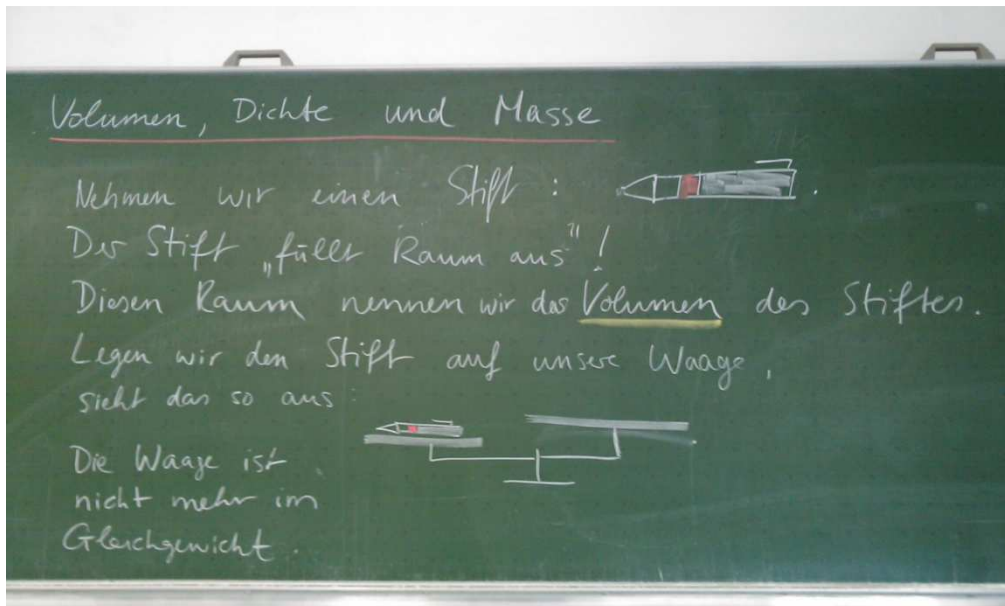 Volumen, Dichte und Masse
Nehmen wir einen Stift :
Der Stift „füllt Raum aus"!
Diesen Raum nennen wir das Volumen des Stiftes.
Legen wir den Stift auf unsere Waage,
sieht das so aus:
Die Waage ist
nicht mehr im
Gleichgewicht.